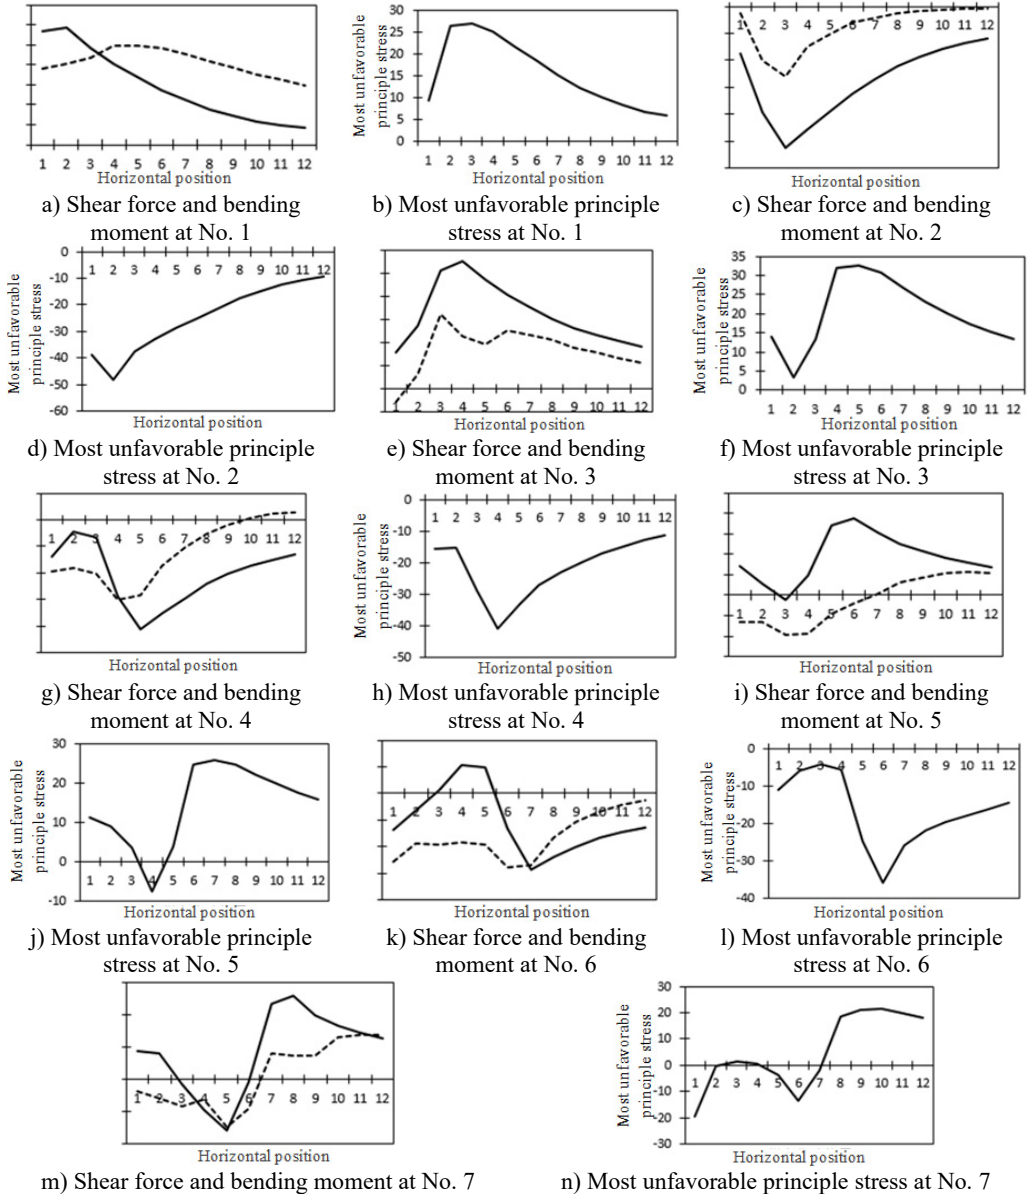 1 2 3 4 5 6 7 8 9 10 11 12
Horizontal position
a) Shear force and bending
moment at No. 1
Most unfavorable
principle stress
30
25
20
15
10
5
0
1 2 3 4 5 6 7 8 9 10 11 12
Horizontal position
b) Most unfavorable principle
stress at No. 1
1 2 3 4 5 6 7 8 9 10 11 12
Horizontal position
c) Shear force and bending
moment at No. 2
Most unfavorable
principle stress
0
-10
-20
-30
-40
-50
-60
1 2 3 4 5 6 7 8 9 10 11 12
Horizontal position
d) Most unfavorable principle
stress at No. 2
1 2 3 4 5 6 7 8 9 10 11 12
Horizontal position
e) Shear force and bending
moment at No. 3
Most unfavorable
principle stress
35
30
25
20
15
10
5
0
1 2 3 4 5 6 7 8 9 10 11 12
Horizontal position
f) Most unfavorable principle
stress at No. 3
1 2 3 4 5 6 7 8 9 10 11 12
Horizontal position
g) Shear force and bending
moment at No. 4
Most unfavorable
principle stress
0
-10
-20
-30
-40
-50
1 2 3 4 5 6 7 8 9 10 11 12
Horizontal position
h) Most unfavorable principle
stress at No. 4
1 2 3 4 5 6 7 8 9 10 11 12
Horizontal position
i) Shear force and bending
moment at No. 5
Most unfavorable
principle stress
30
20
10
0
-10
1 2 3 4 5 6 7 8 9 10 11 12
Horizontal position
j) Most unfavorable principle
stress at No. 5
1 2 3 4 5 6 7 8 9 10 11 12
Horizontal position
k) Shear force and bending
moment at No. 6
Most unfavorable
principle stress
0
-10
-20
-30
-40
1 2 3 4 5 6 7 8 9 10 11 12
Horizontal position
l) Most unfavorable principle
stress at No. 6
1 2 3 4 5 6 7 8 9 10 11 12
Horizontal position
m) Shear force and bending moment at No. 7
Most unfavorable
principle stress
30
20
10
0
-10
-20
-30
1 2 3 4 5 6 7 8 9 10 11 12
Horizontal position
n) Most unfavorable principle stress at No. 7